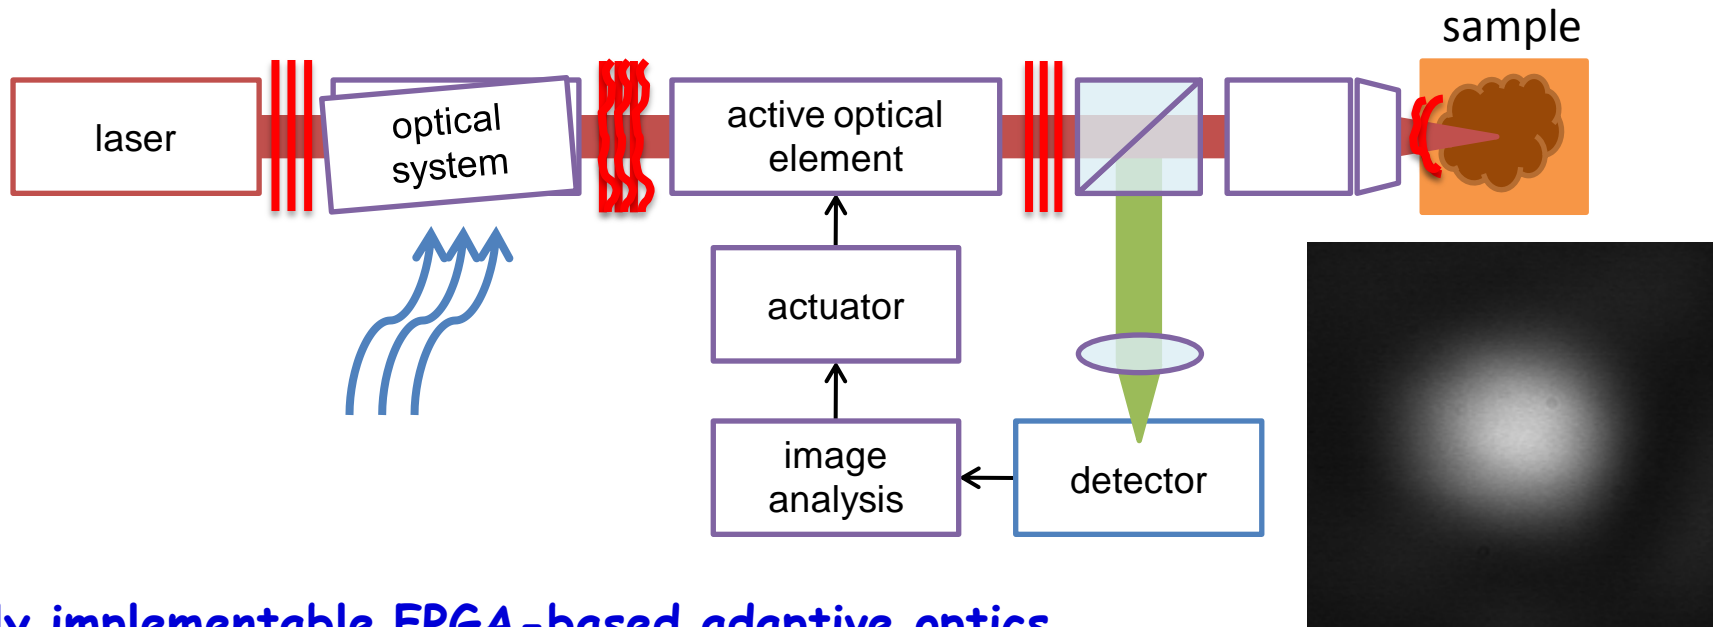 sample
laser
optical
system
active optical
element
actuator
image
analysis
detector
implementable FPGA-based adaptive optics